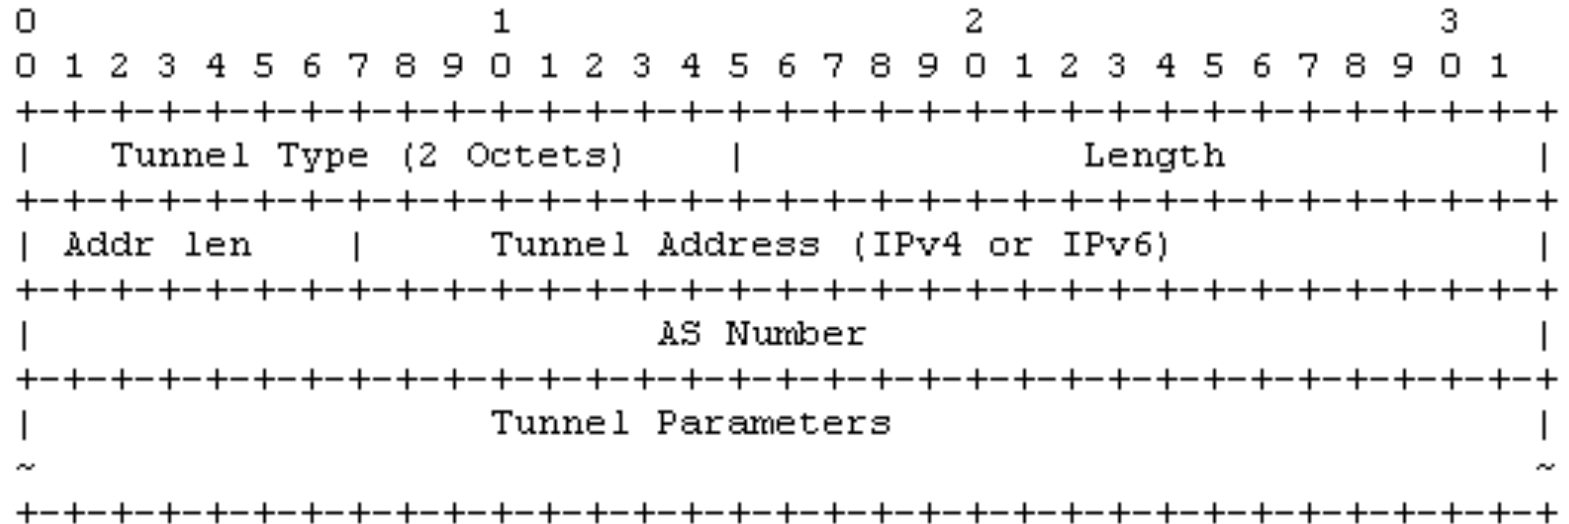 0                   1                   2                   3
0 1 2 3 4 5 6 7 8 9 0 1 2 3 4 5 6 7 8 9 0 1 2 3 4 5 6 7 8 9 0 1
+-+-+-+-+-+-+-+-+-+-+-+-+-+-+-+-+-+-+-+-+-+-+-+-+-+-+-+-+-+-+-+-+
|   Tunnel Type (2 Octets)    |              Length             |
+-+-+-+-+-+-+-+-+-+-+-+-+-+-+-+-+-+-+-+-+-+-+-+-+-+-+-+-+-+-+-+-+
| Addr len    |     Tunnel Address (IPv4 or IPv6)               |
+-+-+-+-+-+-+-+-+-+-+-+-+-+-+-+-+-+-+-+-+-+-+-+-+-+-+-+-+-+-+-+-+
|                          AS Number                            |
+-+-+-+-+-+-+-+-+-+-+-+-+-+-+-+-+-+-+-+-+-+-+-+-+-+-+-+-+-+-+-+-+
|                   Tunnel Parameters                           |
~                                                               ~
+-+-+-+-+-+-+-+-+-+-+-+-+-+-+-+-+-+-+-+-+-+-+-+-+-+-+-+-+-+-+-+-+